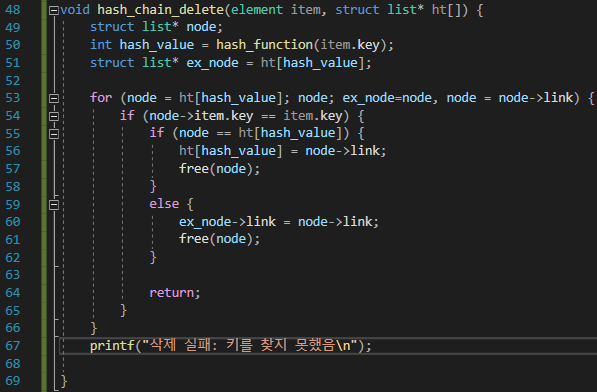 48 void hash_chain_delete(element item, struct list* ht[]) {
49 struct list* node;
50 int hash_value = hash_function(item.key);
51 struct list* ex_node = ht[hash_value];
52
53 for (node = ht[hash_value]; node; ex_node=node, node = node->link) {
54 if (node->item.key == item.key) {
55 if (node == ht[hash_value]) {
56 ht[hash_value] = node->link;
57 free(node);
58 }
59 else {
60 ex_node->link = node->link;
61 free(node);
62 }
63
64 return;
65 }
66 }
67 printf("삭제 실패: 키를 찾지 못했음\n");
68
69 }